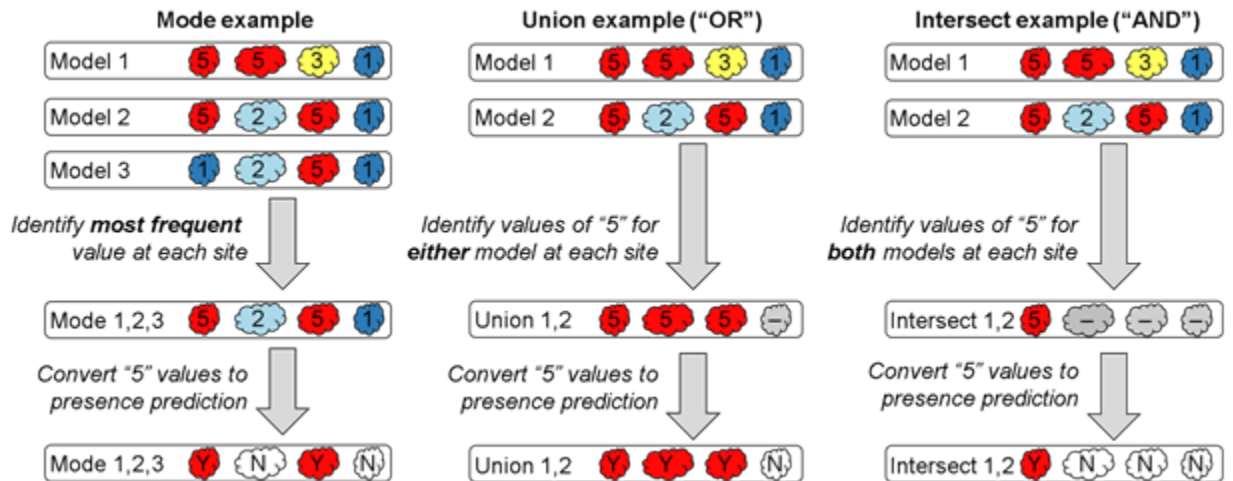 Mode example
Model 1 5 5 3 1
Model 2 5 2 5 1
Model 3 1 2 5 1
Identify most frequent
value at each site
Mode 1,2,3 5 2 5 1
Convert “5” values to
presence prediction
Mode 1,2,3 Y N Y N
Union example (“OR”)
Model 1 5 5 3 1
Model 2 5 2 5 1
Identify values of “5” for
either model at each site
Union 1,2 5 5 5 –
Convert “5” values to
presence prediction
Union 1,2 Y Y Y N
Intersect example (“AND”)
Model 1 5 5 3 1
Model 2 5 2 5 1
Identify values of “5” for
both models at each site
Intersect 1,2 5 – – –
Convert “5” values to
presence prediction
Intersect 1,2 Y N N N